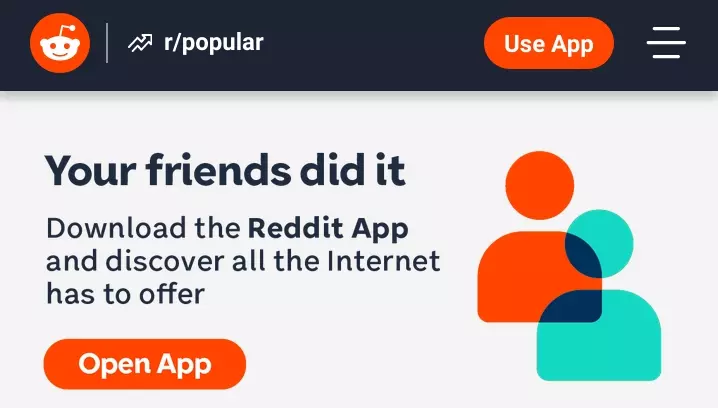 r/popular
Use App
Your friends did it
Download the Reddit App
and discover all the Internet
has to offer
Open App